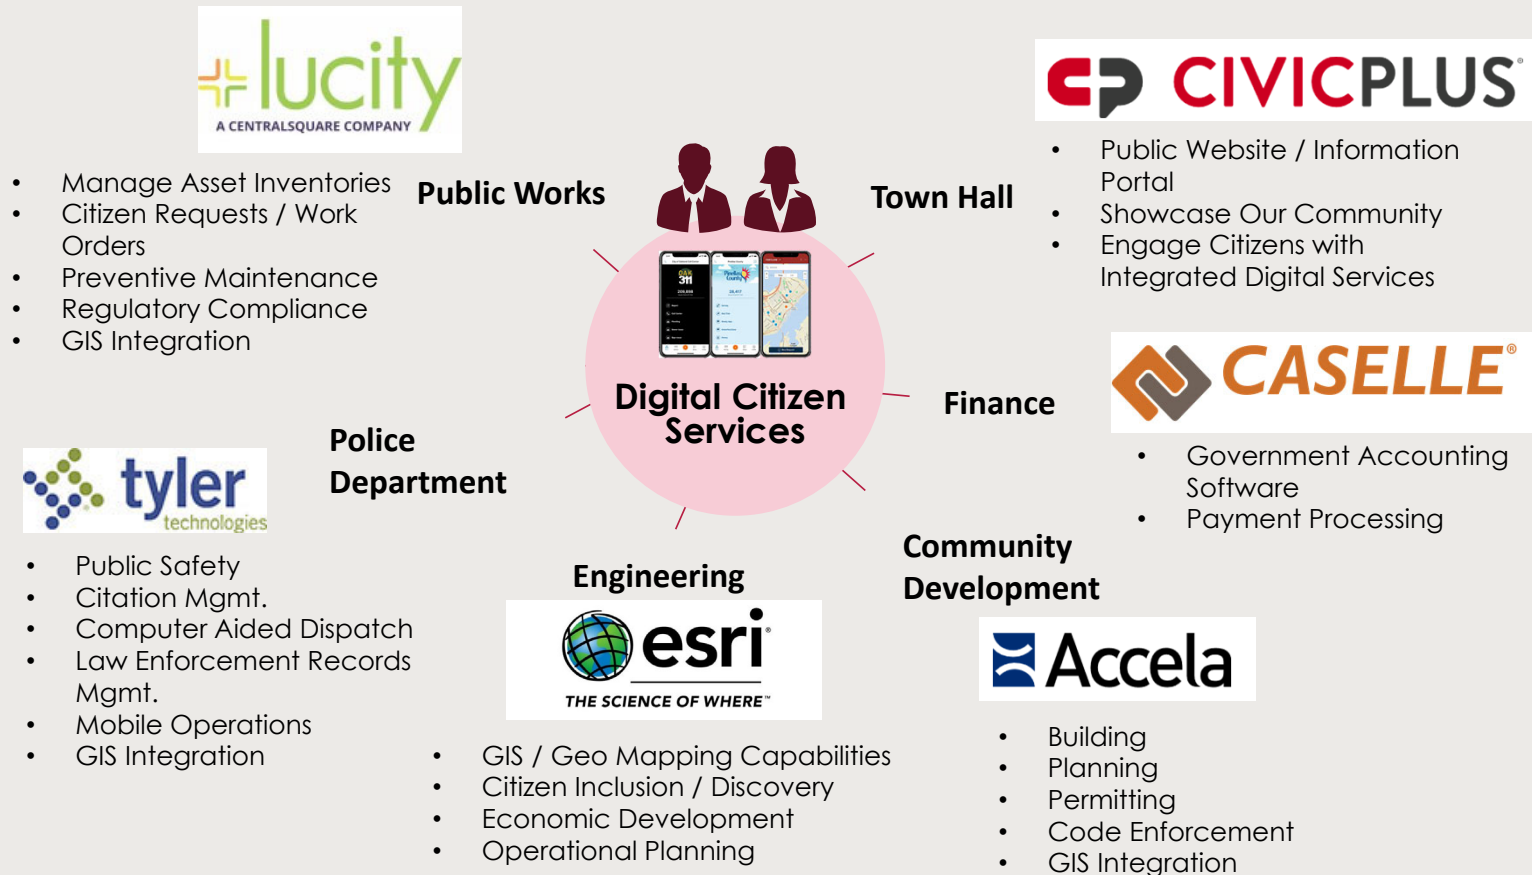 lucity
A CENTRALSQUARE COMPANY
• Manage Asset Inventories
• Citizen Requests / Work
Orders
• Preventive Maintenance
• Regulatory Compliance
• GIS Integration
Public Works
Town Hall
CIVICPLUS®
• Public Website / Information
Portal
• Showcase Our Community
• Engage Citizens with
Integrated Digital Services
311
Digital Citizen
Services
Finance
CASELLE®
• Government Accounting
Software
• Payment Processing
Police
Department
tyler
technologies
• Public Safety
• Citation Mgmt.
• Computer Aided Dispatch
• Law Enforcement Records
Mgmt.
• Mobile Operations
• GIS Integration
Engineering
esri®
THE SCIENCE OF WHERE™
• GIS / Geo Mapping Capabilities
• Citizen Inclusion / Discovery
• Economic Development
• Operational Planning
Community
Development
Accela
• Building
• Planning
• Permitting
• Code Enforcement
• GIS Integration